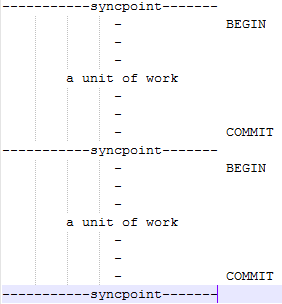 -----------syncpoint-------
- BEGIN
-
-
a unit of work
-
-
- COMMIT
-----------syncpoint-------
- BEGIN
-
-
a unit of work
-
-
- COMMIT
-----------syncpoint-------